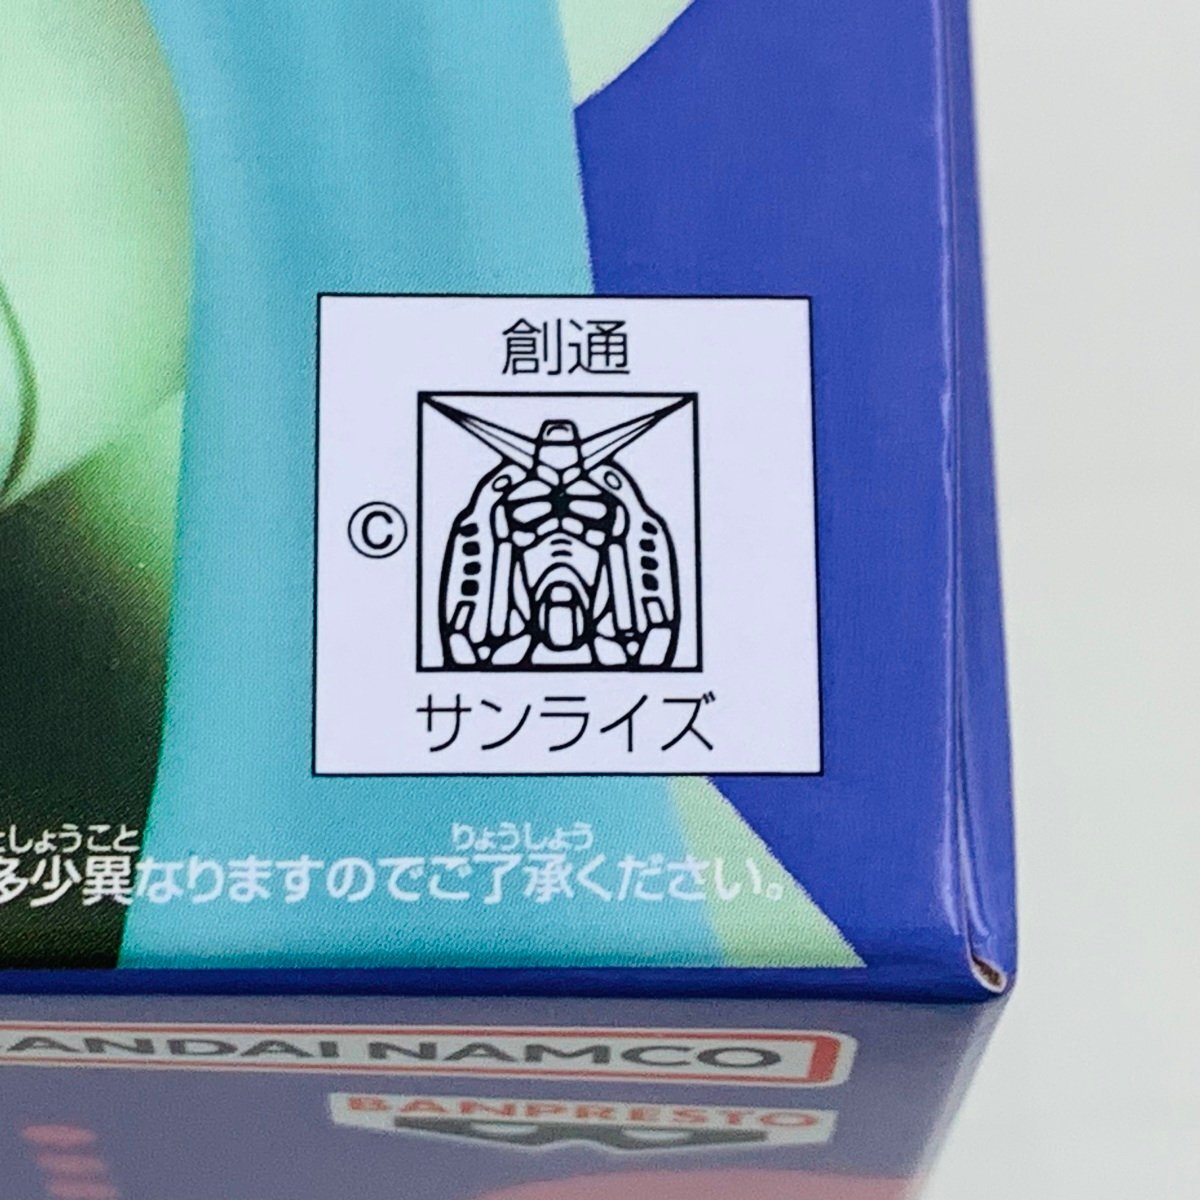 創通
©
サンライズ
としょうこと りょうしょう
多少異なりますのでご了承ください。
BANDAI NAMCO
BANPRESTO